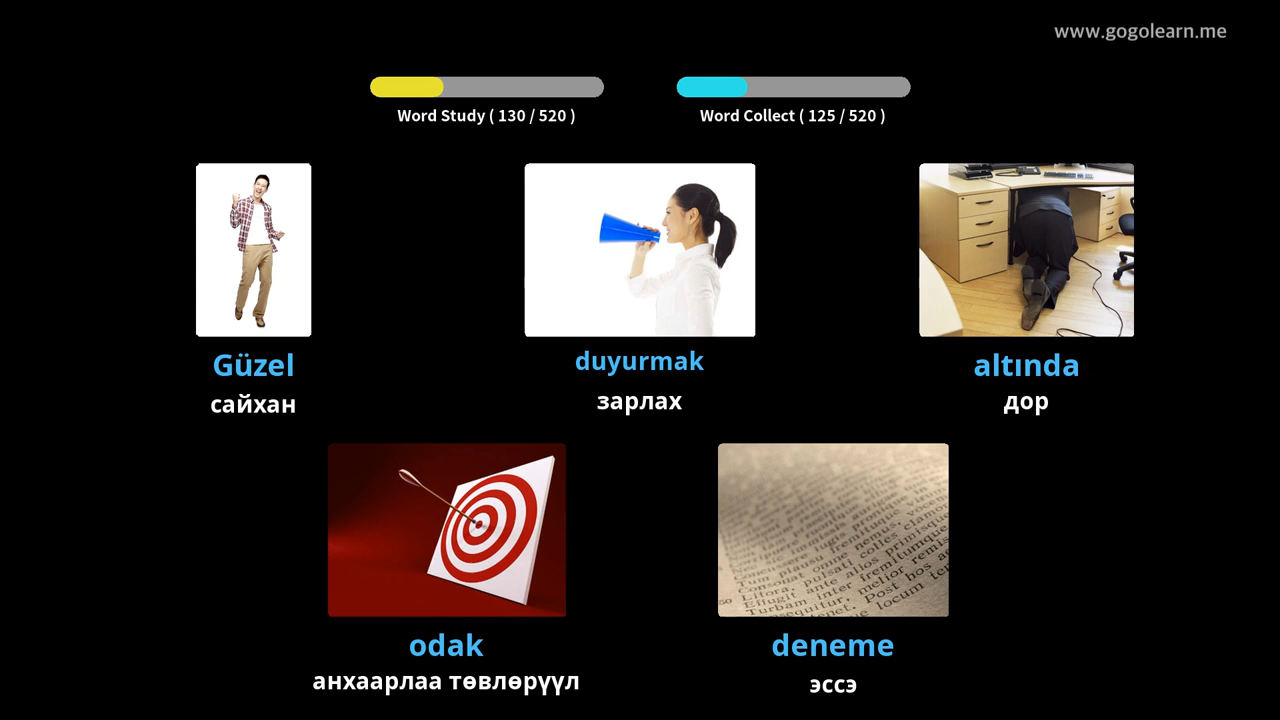 www.gogolearn.me
Word Study ( 130 / 520 )
Word Collect ( 125 / 520 )
Güzel
сайхан
duyurmak
зарлах
altında
дор
odak
анхаарлаа төвлөрүүл
deneme
эссэ